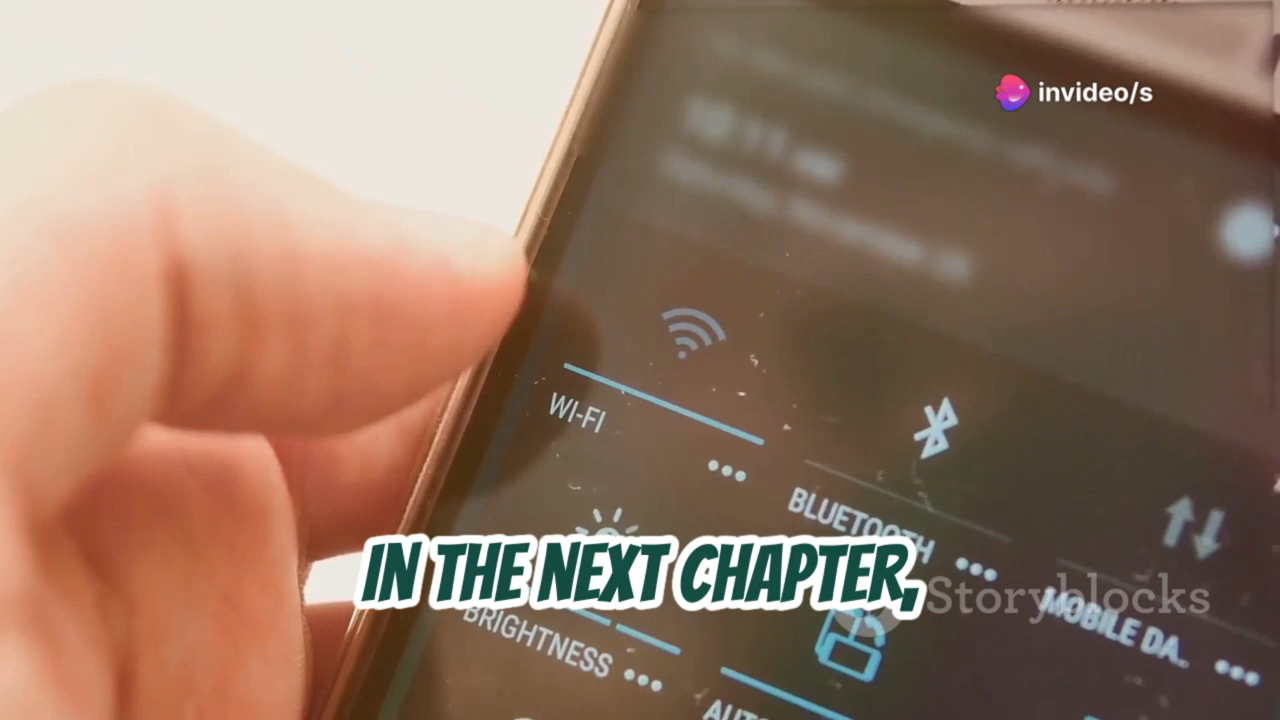 invideo/s
WI-FI
BLUETOOTH
IN THE NEXT CHAPTER,
Storyblocks
MOBILE DA..
BRIGHTNESS